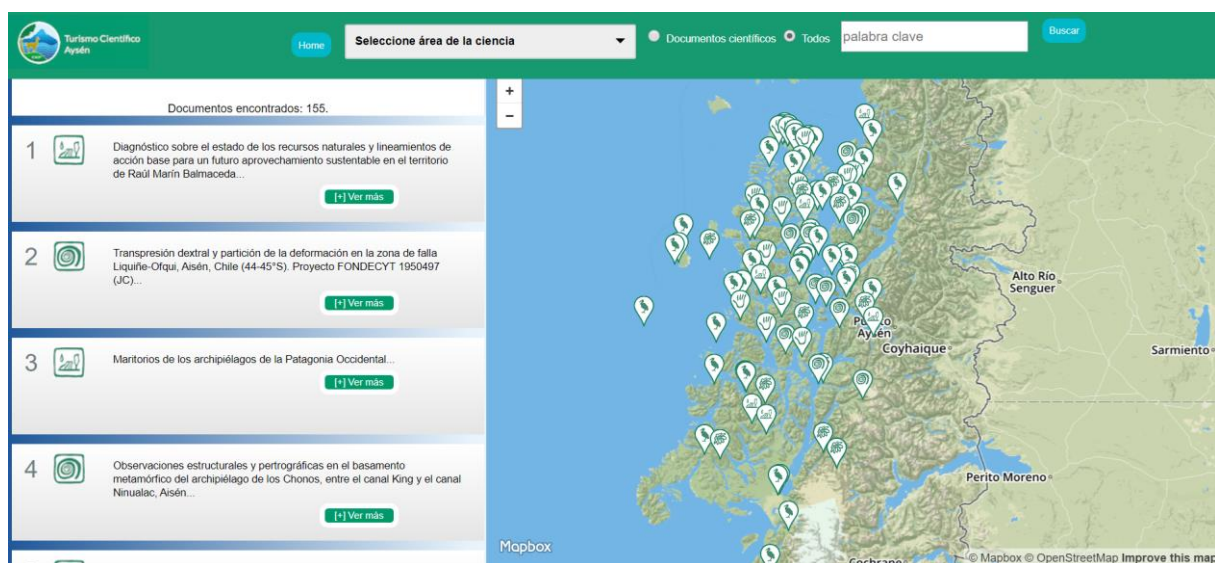 Turismo Científico
Aysén
Home
Seleccione área de la ciencia
Documentos científicos
Todos
palabra clave
Buscar
Documentos encontrados: 155.
1
Diagnóstico sobre el estado de los recursos naturales y lineamientos de
acción base para un futuro aprovechamiento sustentable en el territorio
de Raúl Marín Balmaceda...
[+] Ver más
2
Transpresión dextral y partición de la deformación en la zona de falla
Liquiñe-Ofqui, Aisén, Chile (44-45°S). Proyecto FONDECYT 1950497
(JC)...
[+] Ver más
3
Maritorios de los archipiélagos de la Patagonia Occidental...
[+] Ver más
4
Observaciones estructurales y pertrográficas en el basamento
metamórfico del archipiélago de los Chonos, entre el canal King y el canal
Ninualac, Aisén...
[+] Ver más
+
−
Alto Río
Senguer
Aysén
Coyhaique
Sarmiento
Perito Moreno
Cochrane
Mapbox
© Mapbox © OpenStreetMap Improve this map